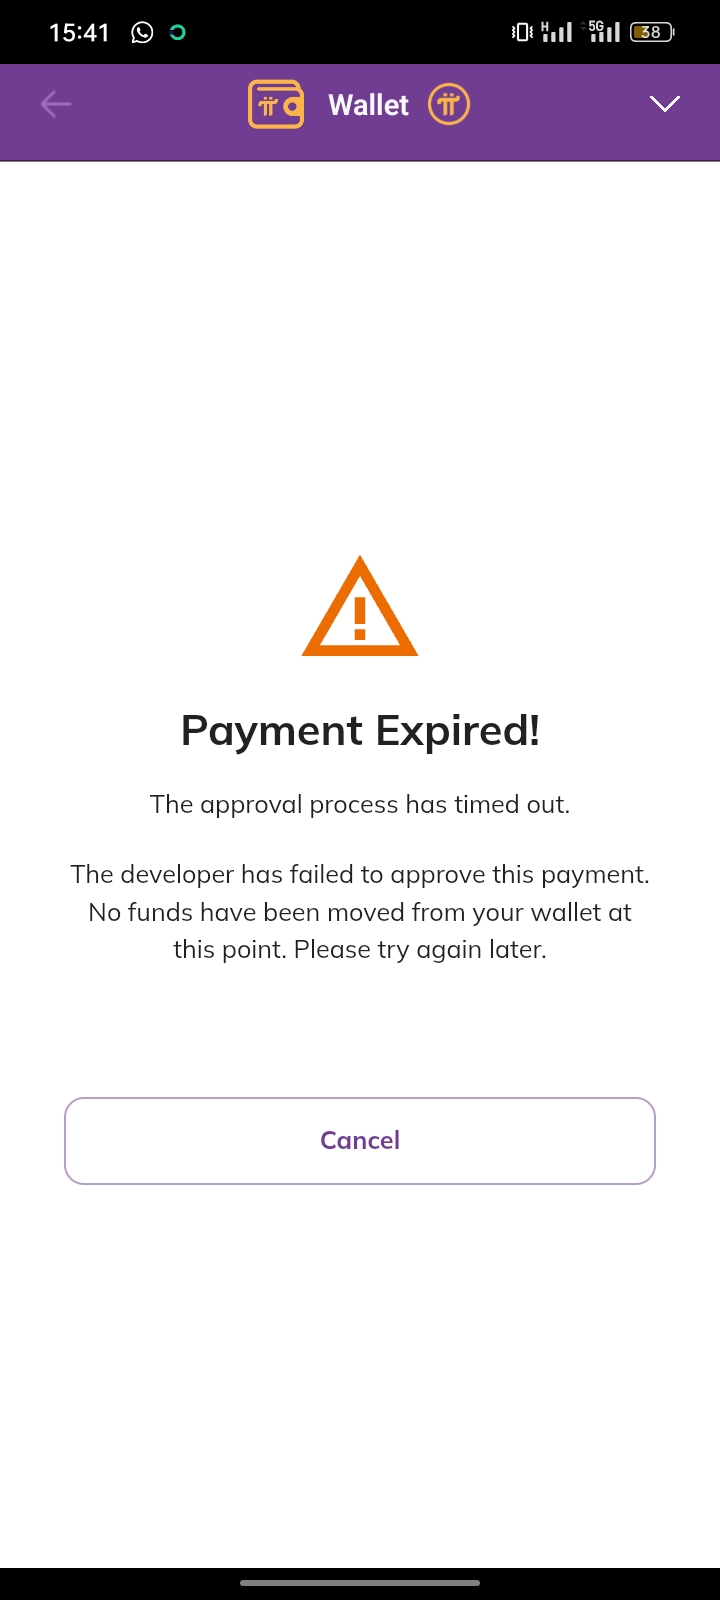 15:41 H 5G 38
Wallet
Payment Expired!
The approval process has timed out.
The developer has failed to approve this payment.
No funds have been moved from your wallet at
this point. Please try again later.
Cancel